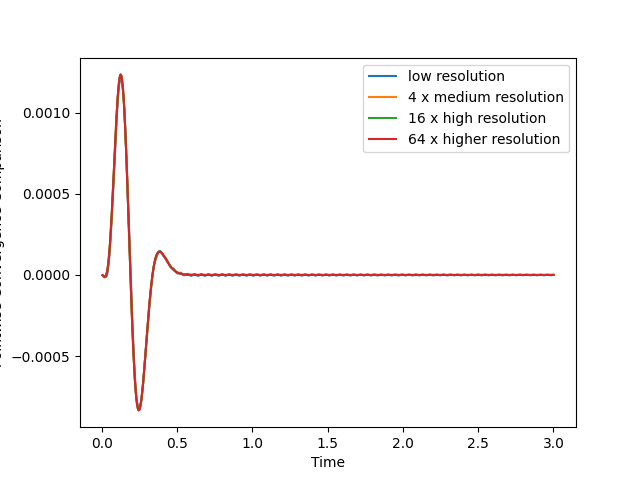 low resolution
4 x medium resolution
16 x high resolution
64 x higher resolution
0.0010
0.0005
0.0000
−0.0005
0.0
0.5
1.0
1.5
2.0
2.5
3.0
Time